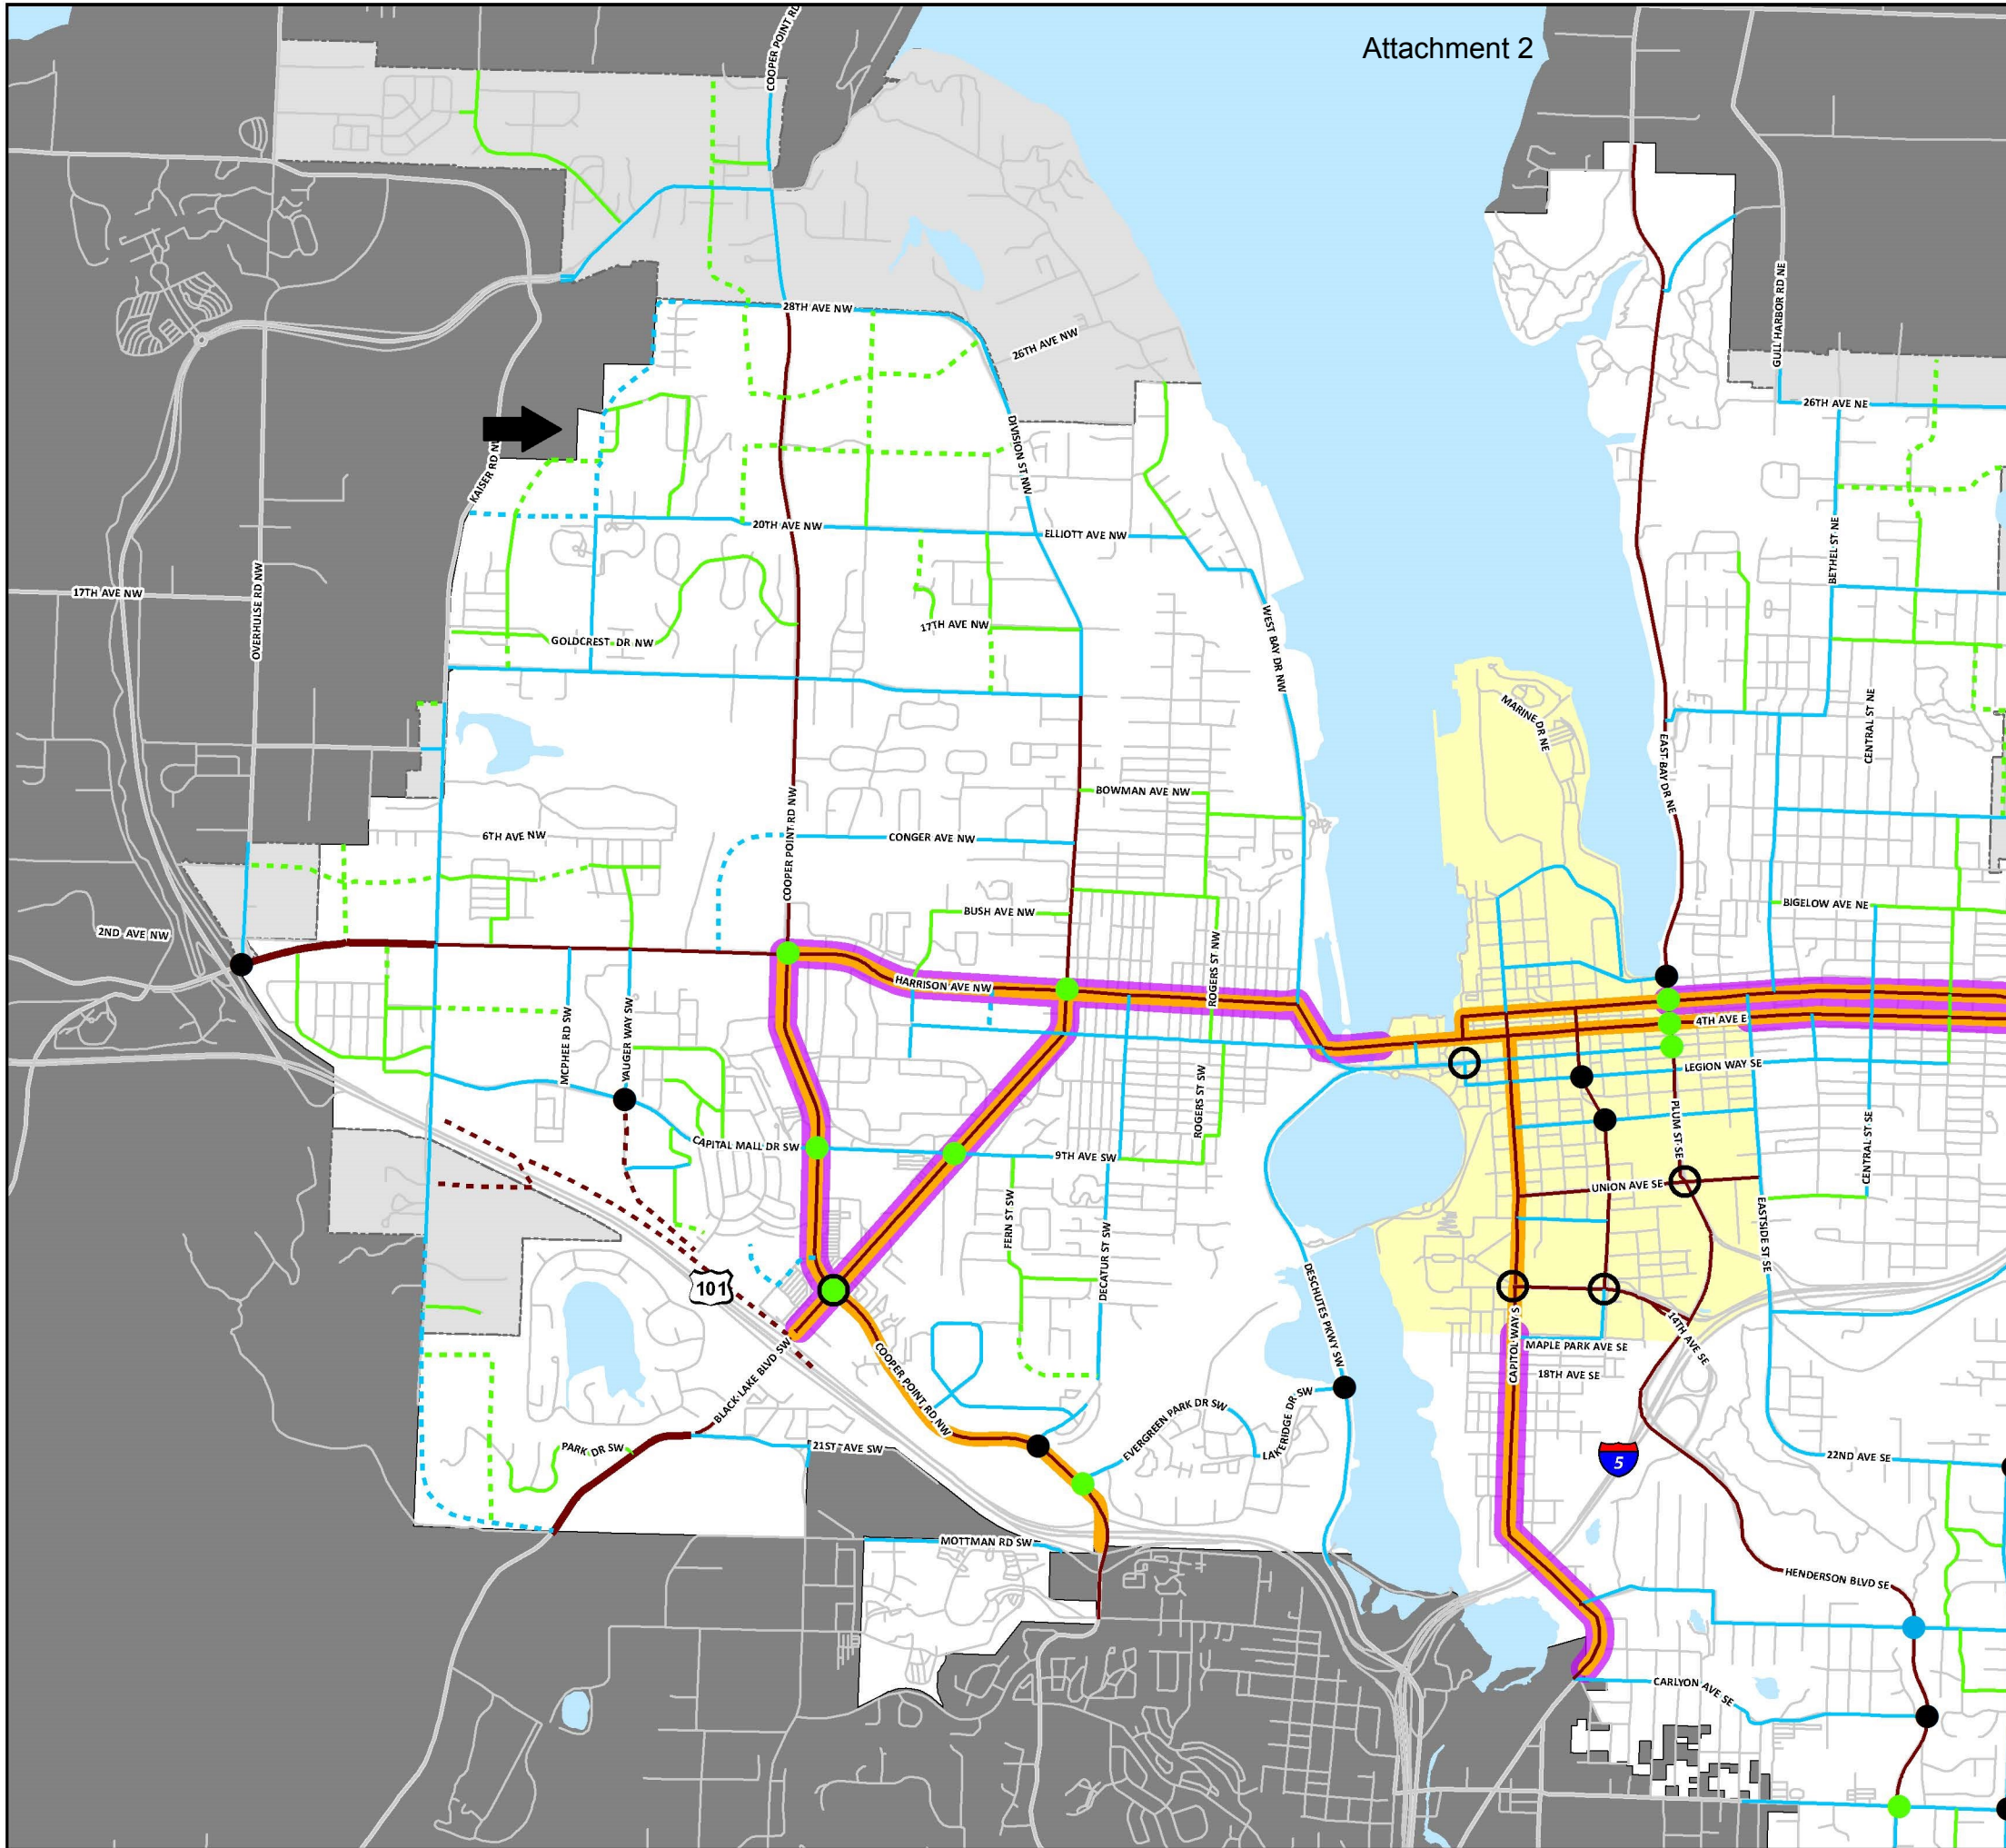 Attachment 2
COOPER POINT RD
28TH AVE NW
26TH AVE NW
GULL HARBOR RD NE
26TH AVE NE
DIVISION ST NW
KAISER RD NW
20TH AVE NW
ELLIOTT AVE NW
BETHEL ST NE
17TH AVE NW
OVERHULSE RD NW
GOLDCREST DR NW
17TH AVE NW
WEST BAY DR NW
MARINE DR NE
EAST BAY DR NE
CENTRAL ST NE
BOWMAN AVE NW
6TH AVE NW
COOPER POINT RD NW
CONGER AVE NW
BUSH AVE NW
BIGELOW AVE NE
2ND AVE NW
HARRISON AVE NW
ROGERS ST NW
4TH AVE E
MCPHEE RD SW
YAUGER WAY SW
LEGION WAY SE
ROGERS ST SW
CAPITAL MALL DR SW
9TH AVE SW
PLUM ST SE
CENTRAL ST SE
UNION AVE SE
FERN ST SW
DECATUR ST SW
EASTSIDE ST SE
101
DESCHUTES PKWY SW
14TH AVE SE
CAPITOL WAY S
MAPLE PARK AVE SE
18TH AVE SE
BLACK LAKE BLVD SW
COOPER POINT RD NW
LAKERIDGE DR SW
EVERGREEN PARK DR SW
PARK DR SW
21ST AVE SW
5
22ND AVE SE
MOTTMAN RD SW
HENDERSON BLVD SE
CARLYON AVE SE